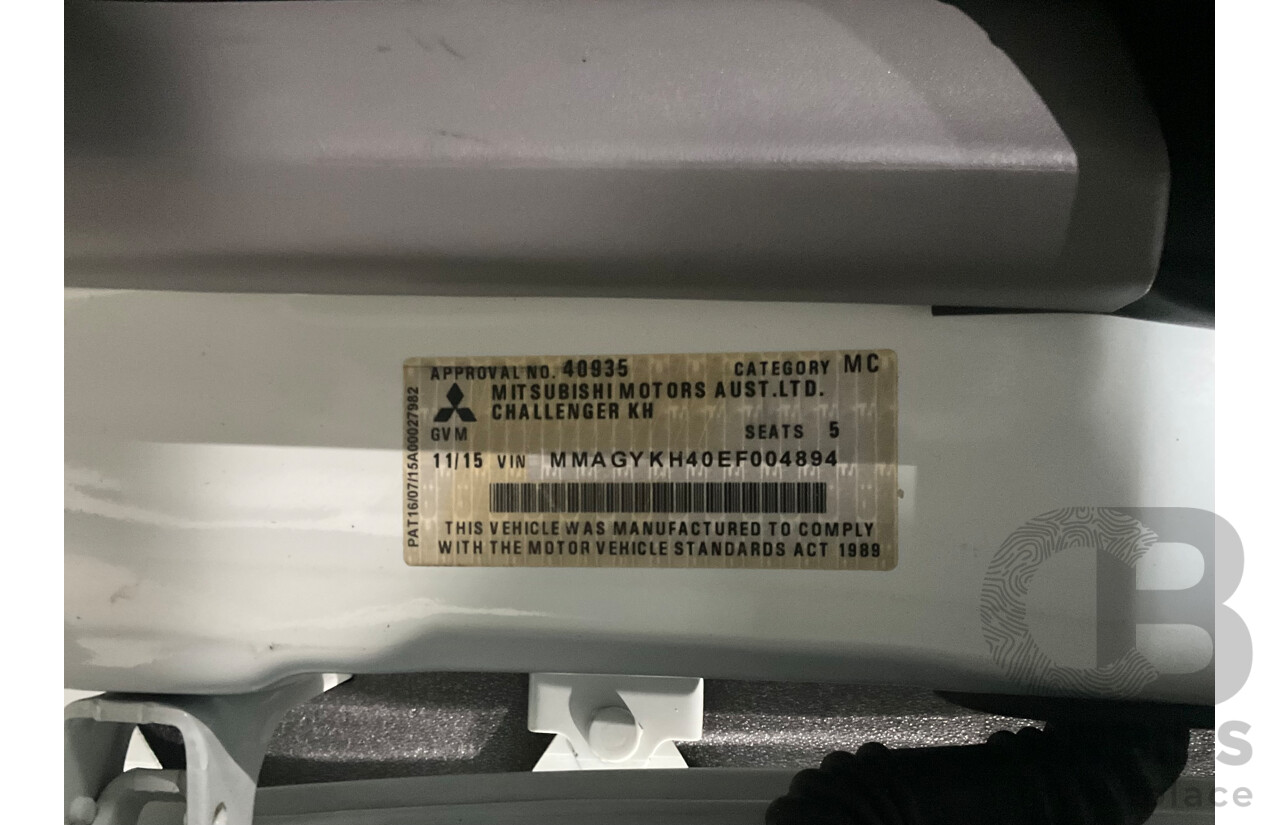 APPROVAL NO. 40935 CATEGORY MC
MITSUBISHI MOTORS AUST.LTD.
CHALLENGER KH
GVM SEATS 5
11/15 VIN MMAGYKH40EF004894
THIS VEHICLE WAS MANUFACTURED TO COMPLY
WITH THE MOTOR VEHICLE STANDARDS ACT 1989
PAT16/07/15A00027982